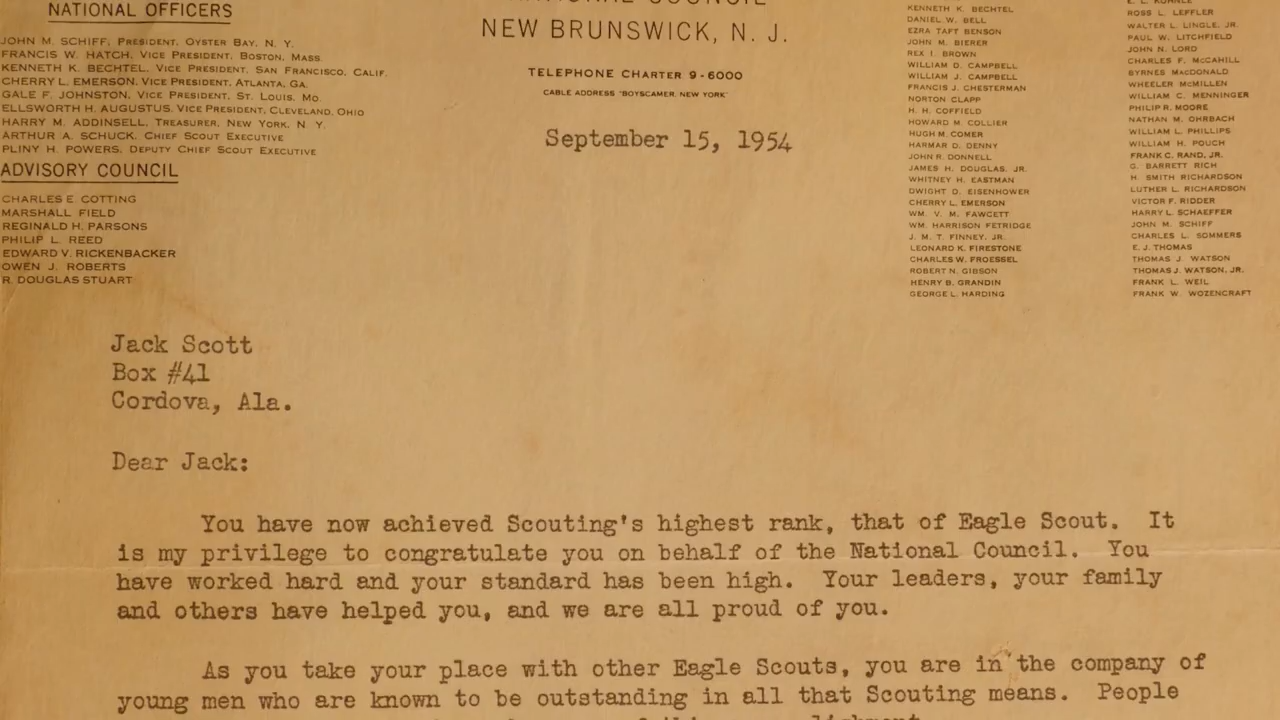 NATIONAL OFFICERS
JOHN M. SCHIFF, PRESIDENT, OYSTER BAY, N. Y.
FRANCIS W. HATCH, VICE PRESIDENT, BOSTON, MASS.
KENNETH K. BECHTEL, VICE PRESIDENT, SAN FRANCISCO, CALIF.
CHERRY L. EMERSON, VICE PRESIDENT, ATLANTA, GA.
GALE F. JOHNSTON, VICE PRESIDENT, ST. LOUIS, MO.
ELLSWORTH H. AUGUSTUS, VICE PRESIDENT, CLEVELAND, OHIO
HARRY M. ADDINSELL, TREASURER, NEW YORK, N. Y.
ARTHUR A. SCHUCK, CHIEF SCOUT EXECUTIVE
PLINY H. POWERS, DEPUTY CHIEF SCOUT EXECUTIVE
ADVISORY COUNCIL
CHARLES E. COTTING
MARSHALL FIELD
REGINALD H. PARSONS
PHILIP L. REED
EDWARD V. RICKENBACKER
OWEN J. ROBERTS
R. DOUGLAS STUART
NATIONAL COUNCIL
NEW BRUNSWICK, N. J.
TELEPHONE CHARTER 9-6000
CABLE ADDRESS "BOYSCAMER, NEW YORK"
September 15, 1954
KENNETH K. BECHTEL
DANIEL W. BELL
EZRA TAFT BENSON
JOHN M. BIERER
REX I. BROWN
WILLIAM D. CAMPBELL
WILLIAM J. CAMPBELL
FRANCIS J. CHESTERMAN
NORTON CLAPP
H. H. COFFIELD
HOWARD M. COLLIER
HUGH M. COMER
HARMAR D. DENNY
JOHN R. DONNELL
JAMES H. DOUGLAS, JR.
WHITNEY H. EASTMAN
DWIGHT D. EISENHOWER
CHERRY L. EMERSON
WM. V. M. FAWCETT
WM. HARRISON FETRIDGE
J. M. T. FINNEY, JR.
LEONARD K. FIRESTONE
CHARLES W. FROESSEL
ROBERT N. GIBSON
HENRY B. GRANDIN
GEORGE L. HARDING
ROSS L. LEFFLER
WALTER L. LINGLE, JR.
PAUL W. LITCHFIELD
JOHN N. LORD
CHARLES F. McCAHILL
BYRNES MacDONALD
WHEELER McMILLEN
WILLIAM C. MENNINGER
PHILIP R. MOORE
NATHAN M. OHRBACH
WILLIAM L. PHILLIPS
WILLIAM H. POUCH
FRANK C. RAND, JR.
G. BARRETT RICH
H. SMITH RICHARDSON
LUTHER L. RICHARDSON
VICTOR F. RIDDER
HARRY L. SCHAEFFER
JOHN M. SCHIFF
CHARLES L. SOMMERS
E. J. THOMAS
THOMAS J. WATSON
THOMAS J. WATSON, JR.
FRANK L. WEIL
FRANK W. WOZENCRAFT
Jack Scott
Box #41
Cordova, Ala.
Dear Jack:
You have now achieved Scouting's highest rank, that of Eagle Scout. It
is my privilege to congratulate you on behalf of the National Council. You
have worked hard and your standard has been high. Your leaders, your family
and others have helped you, and we are all proud of you.
As you take your place with other Eagle Scouts, you are in the company of
young men who are known to be outstanding in all that Scouting means. People